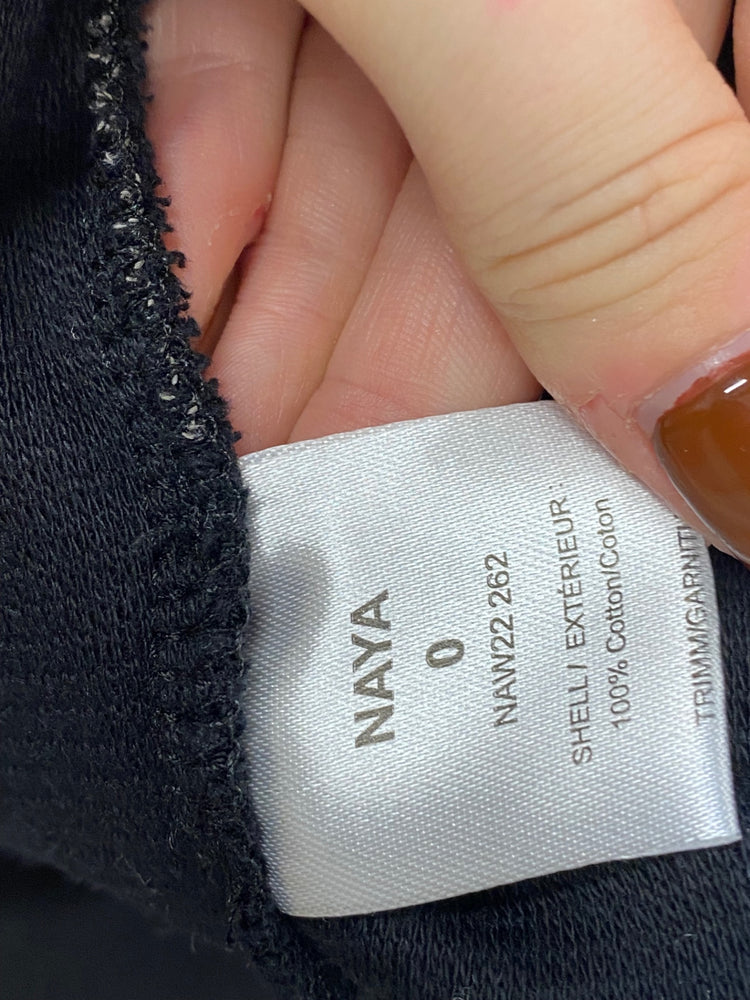 NAYA
0
NAW22 262
SHELL / EXTÉRIEUR :
100% Cotton/Coton